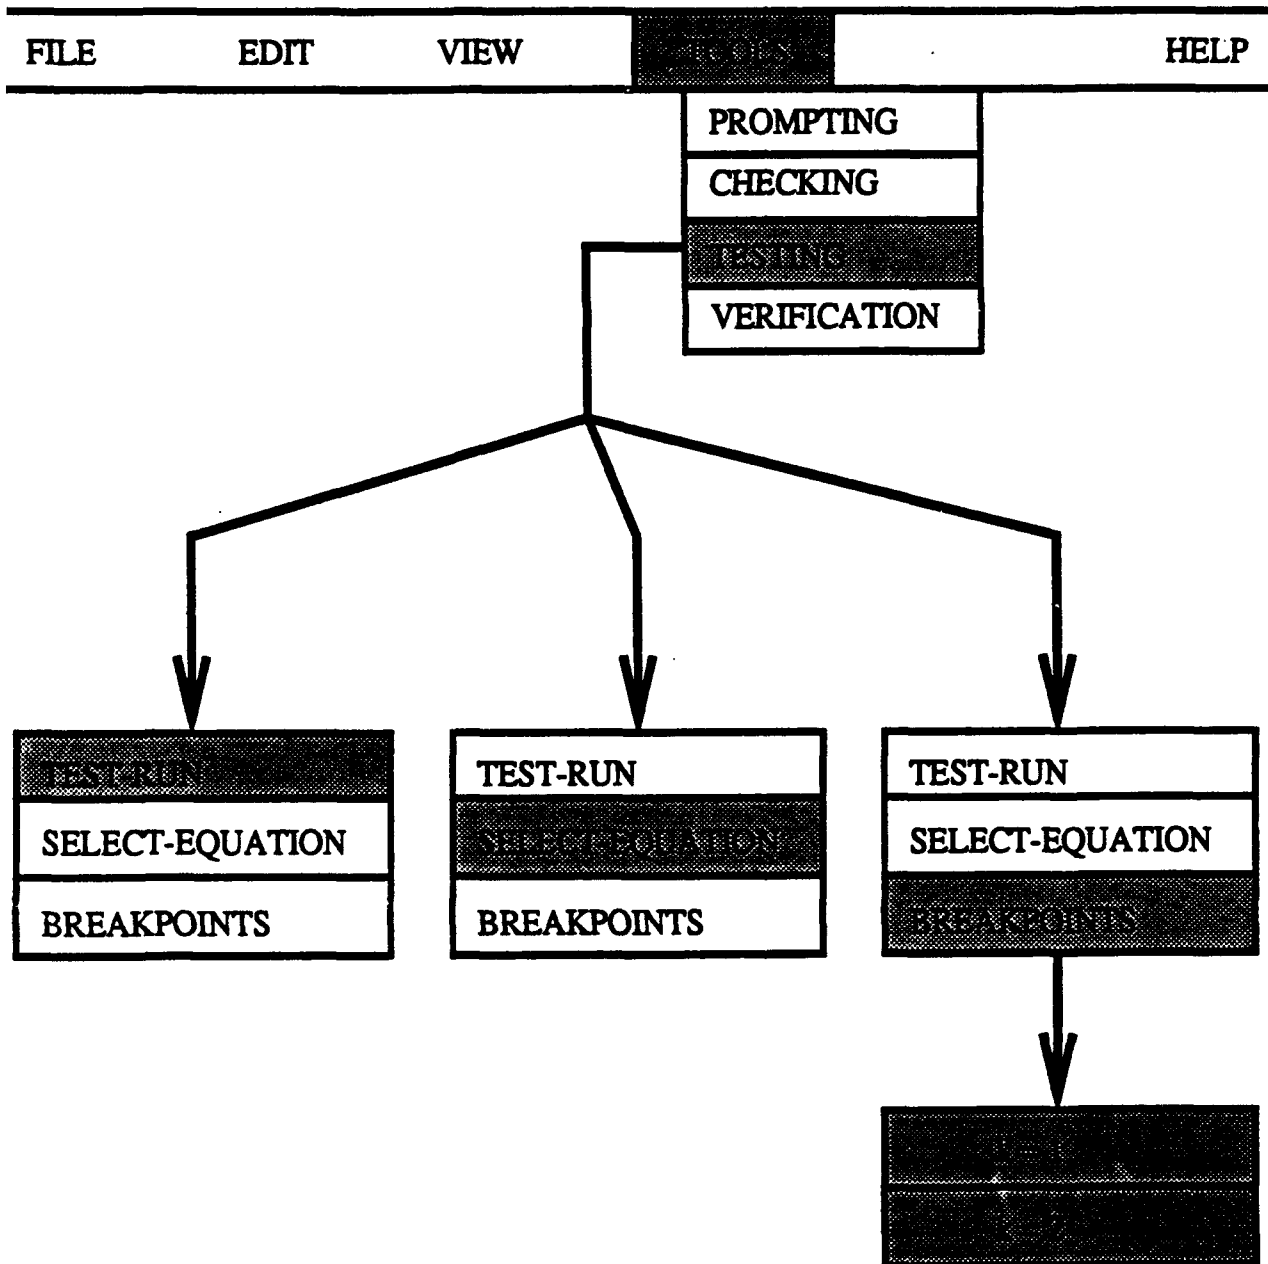 FILE EDIT VIEW TOOLS HELP
PROMPTING
CHECKING
TESTING
VERIFICATION
TEST-RUN
SELECT-EQUATION
BREAKPOINTS
TEST-RUN
SELECT-EQUATION
BREAKPOINTS
TEST-RUN
SELECT-EQUATION
BREAKPOINTS